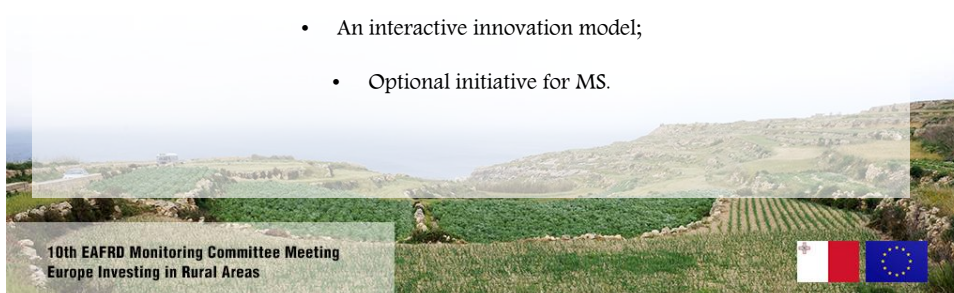 • An interactive innovation model;
• Optional initiative for MS.
10th EAFRD Monitoring Committee Meeting
Europe Investing in Rural Areas